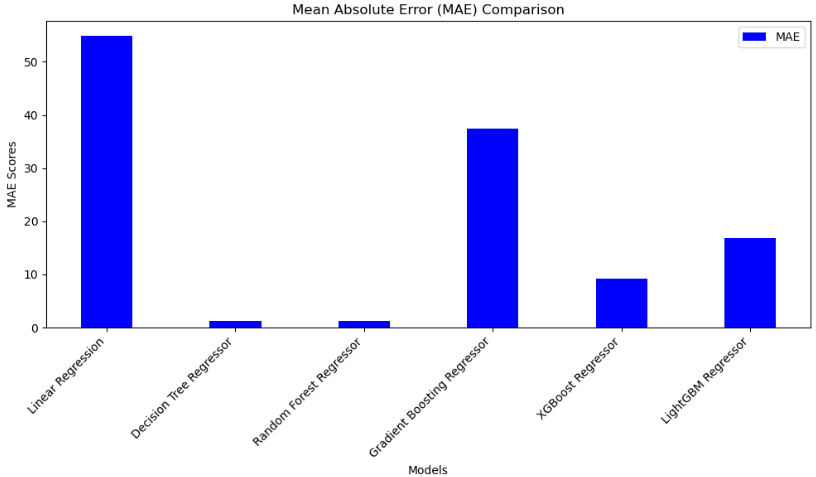 Mean Absolute Error (MAE) Comparison
MAE
MAE Scores
50
40
30
20
10
0
Linear Regression
Decision Tree Regressor
Random Forest Regressor
Gradient Boosting Regressor
XGBoost Regressor
LightGBM Regressor
Models